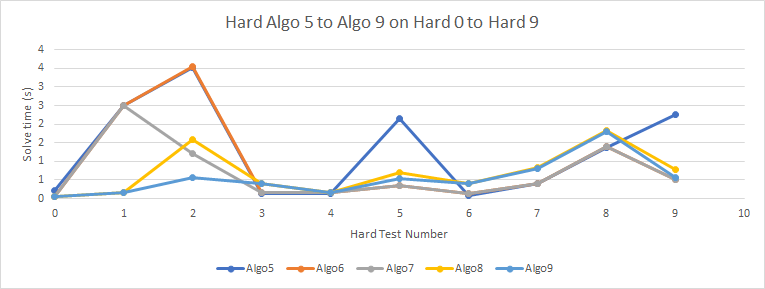 Hard Algo 5 to Algo 9 on Hard 0 to Hard 9
4
4
3
3
2
2
1
1
0
Solve time (s)
0 1 2 3 4 5 6 7 8 9 10
Hard Test Number
Algo5 Algo6 Algo7 Algo8 Algo9